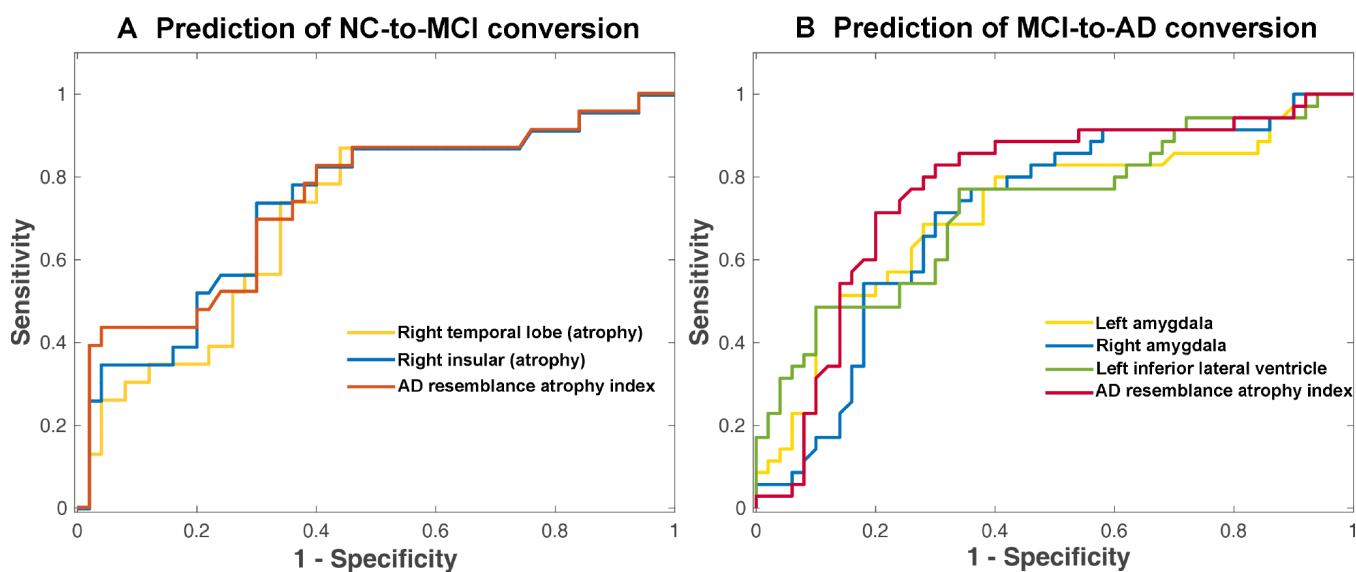 A Prediction of NC-to-MCI conversion
1
0.8
0.6
0.4
0.2
0
Sensitivity
Right temporal lobe (atrophy)
Right insular (atrophy)
AD resemblance atrophy index
0 0.2 0.4 0.6 0.8 1
1 - Specificity
B Prediction of MCI-to-AD conversion
1
0.8
0.6
0.4
0.2
0
Sensitivity
Left amygdala
Right amygdala
Left inferior lateral ventricle
AD resemblance atrophy index
0 0.2 0.4 0.6 0.8 1
1 - Specificity